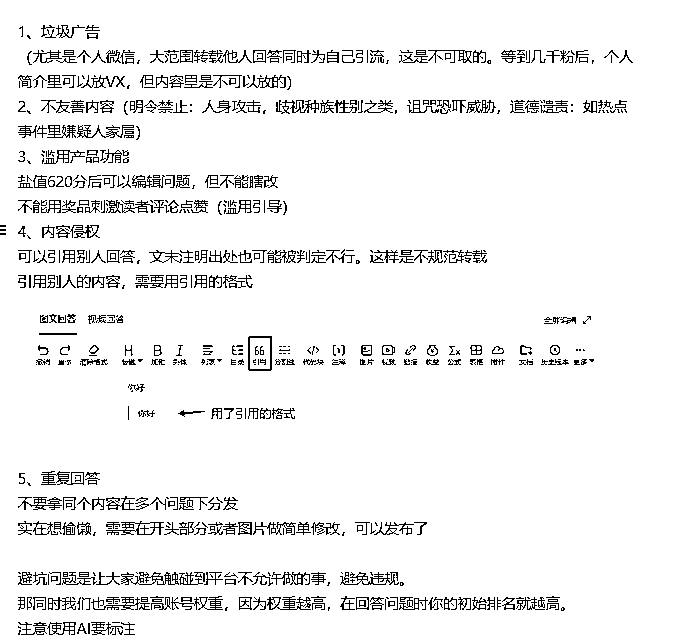 1、垃圾广告
（尤其是个人微信，大范围转载他人回答同时为自己引流，这是不可取的。等到几千粉后，个人
简介里可以放VX，但内容里是不可以放的）
2、不友善内容（明令禁止：人身攻击，歧视种族性别之类，诅咒恐吓威胁，道德谴责：如热点
事件里嫌疑人家属）
3、滥用产品功能
盐值620分后可以编辑问题，但不能瞎改
不能用奖品刺激读者评论点赞（滥用引导）
4、内容侵权
可以引用别人回答，文末注明出处也可能被判定不行。这样是不规范转载
引用别人的内容，需要用引用的格式
图文回答 视频回答 全屏编辑
H B I 66 </> Σx
撤销 重做 清除格式 标题 加粗 斜体 列表 目录 引用 分割线 代码块 注释 图片 视频 链接 收益 公式 表格 附件 文档 历史版本 更多
你好
你好 用了引用的格式
5、重复回答
不要拿同个内容在多个问题下分发
实在想偷懒，需要在开头部分或者图片做简单修改，可以发布了
避坑问题是让大家避免触碰到平台不允许做的事，避免违规。
那同时我们也需要提高账号权重，因为权重越高，在回答问题时你的初始排名就越高。
注意使用AI要标注